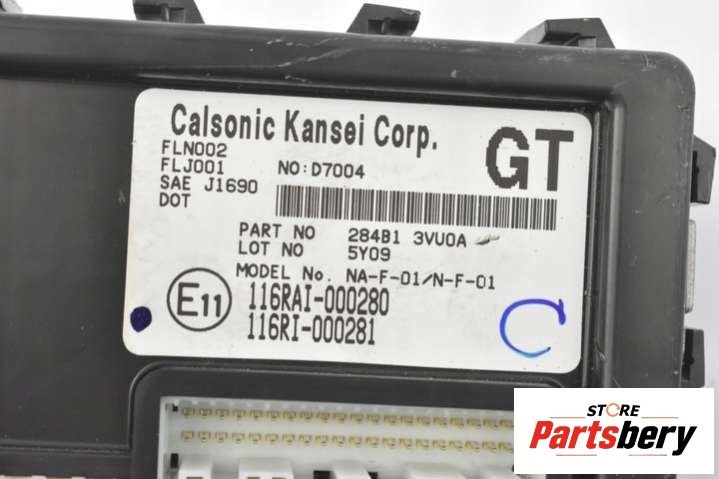 Calsonic Kansei Corp.
GT
FLN002
FLJ001
SAE J1690
DOT
NO:D7004
PART NO 284B1 3VU0A
LOT NO 5Y09
MODEL No. NA-F-01/N-F-01
E11
116RAI-000280
116RI-000281
C
STORE
Partsbery